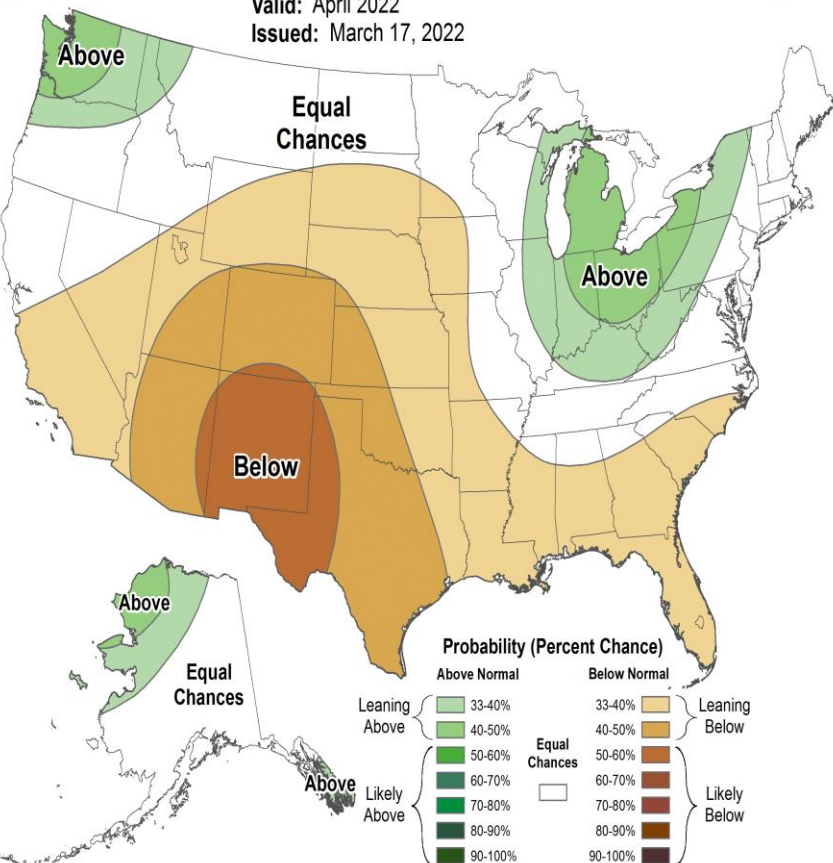 Valid: April 2022
Issued: March 17, 2022
Above
Equal
Chances
Above
Below
Above
Equal
Chances
Above
Probability (Percent Chance)
Above Normal
Below Normal
Leaning
Above
33-40%
40-50%
50-60%
60-70%
70-80%
80-90%
90-100%
Likely
Above
Equal
Chances
33-40%
40-50%
50-60%
60-70%
70-80%
80-90%
90-100%
Leaning
Below
Likely
Below